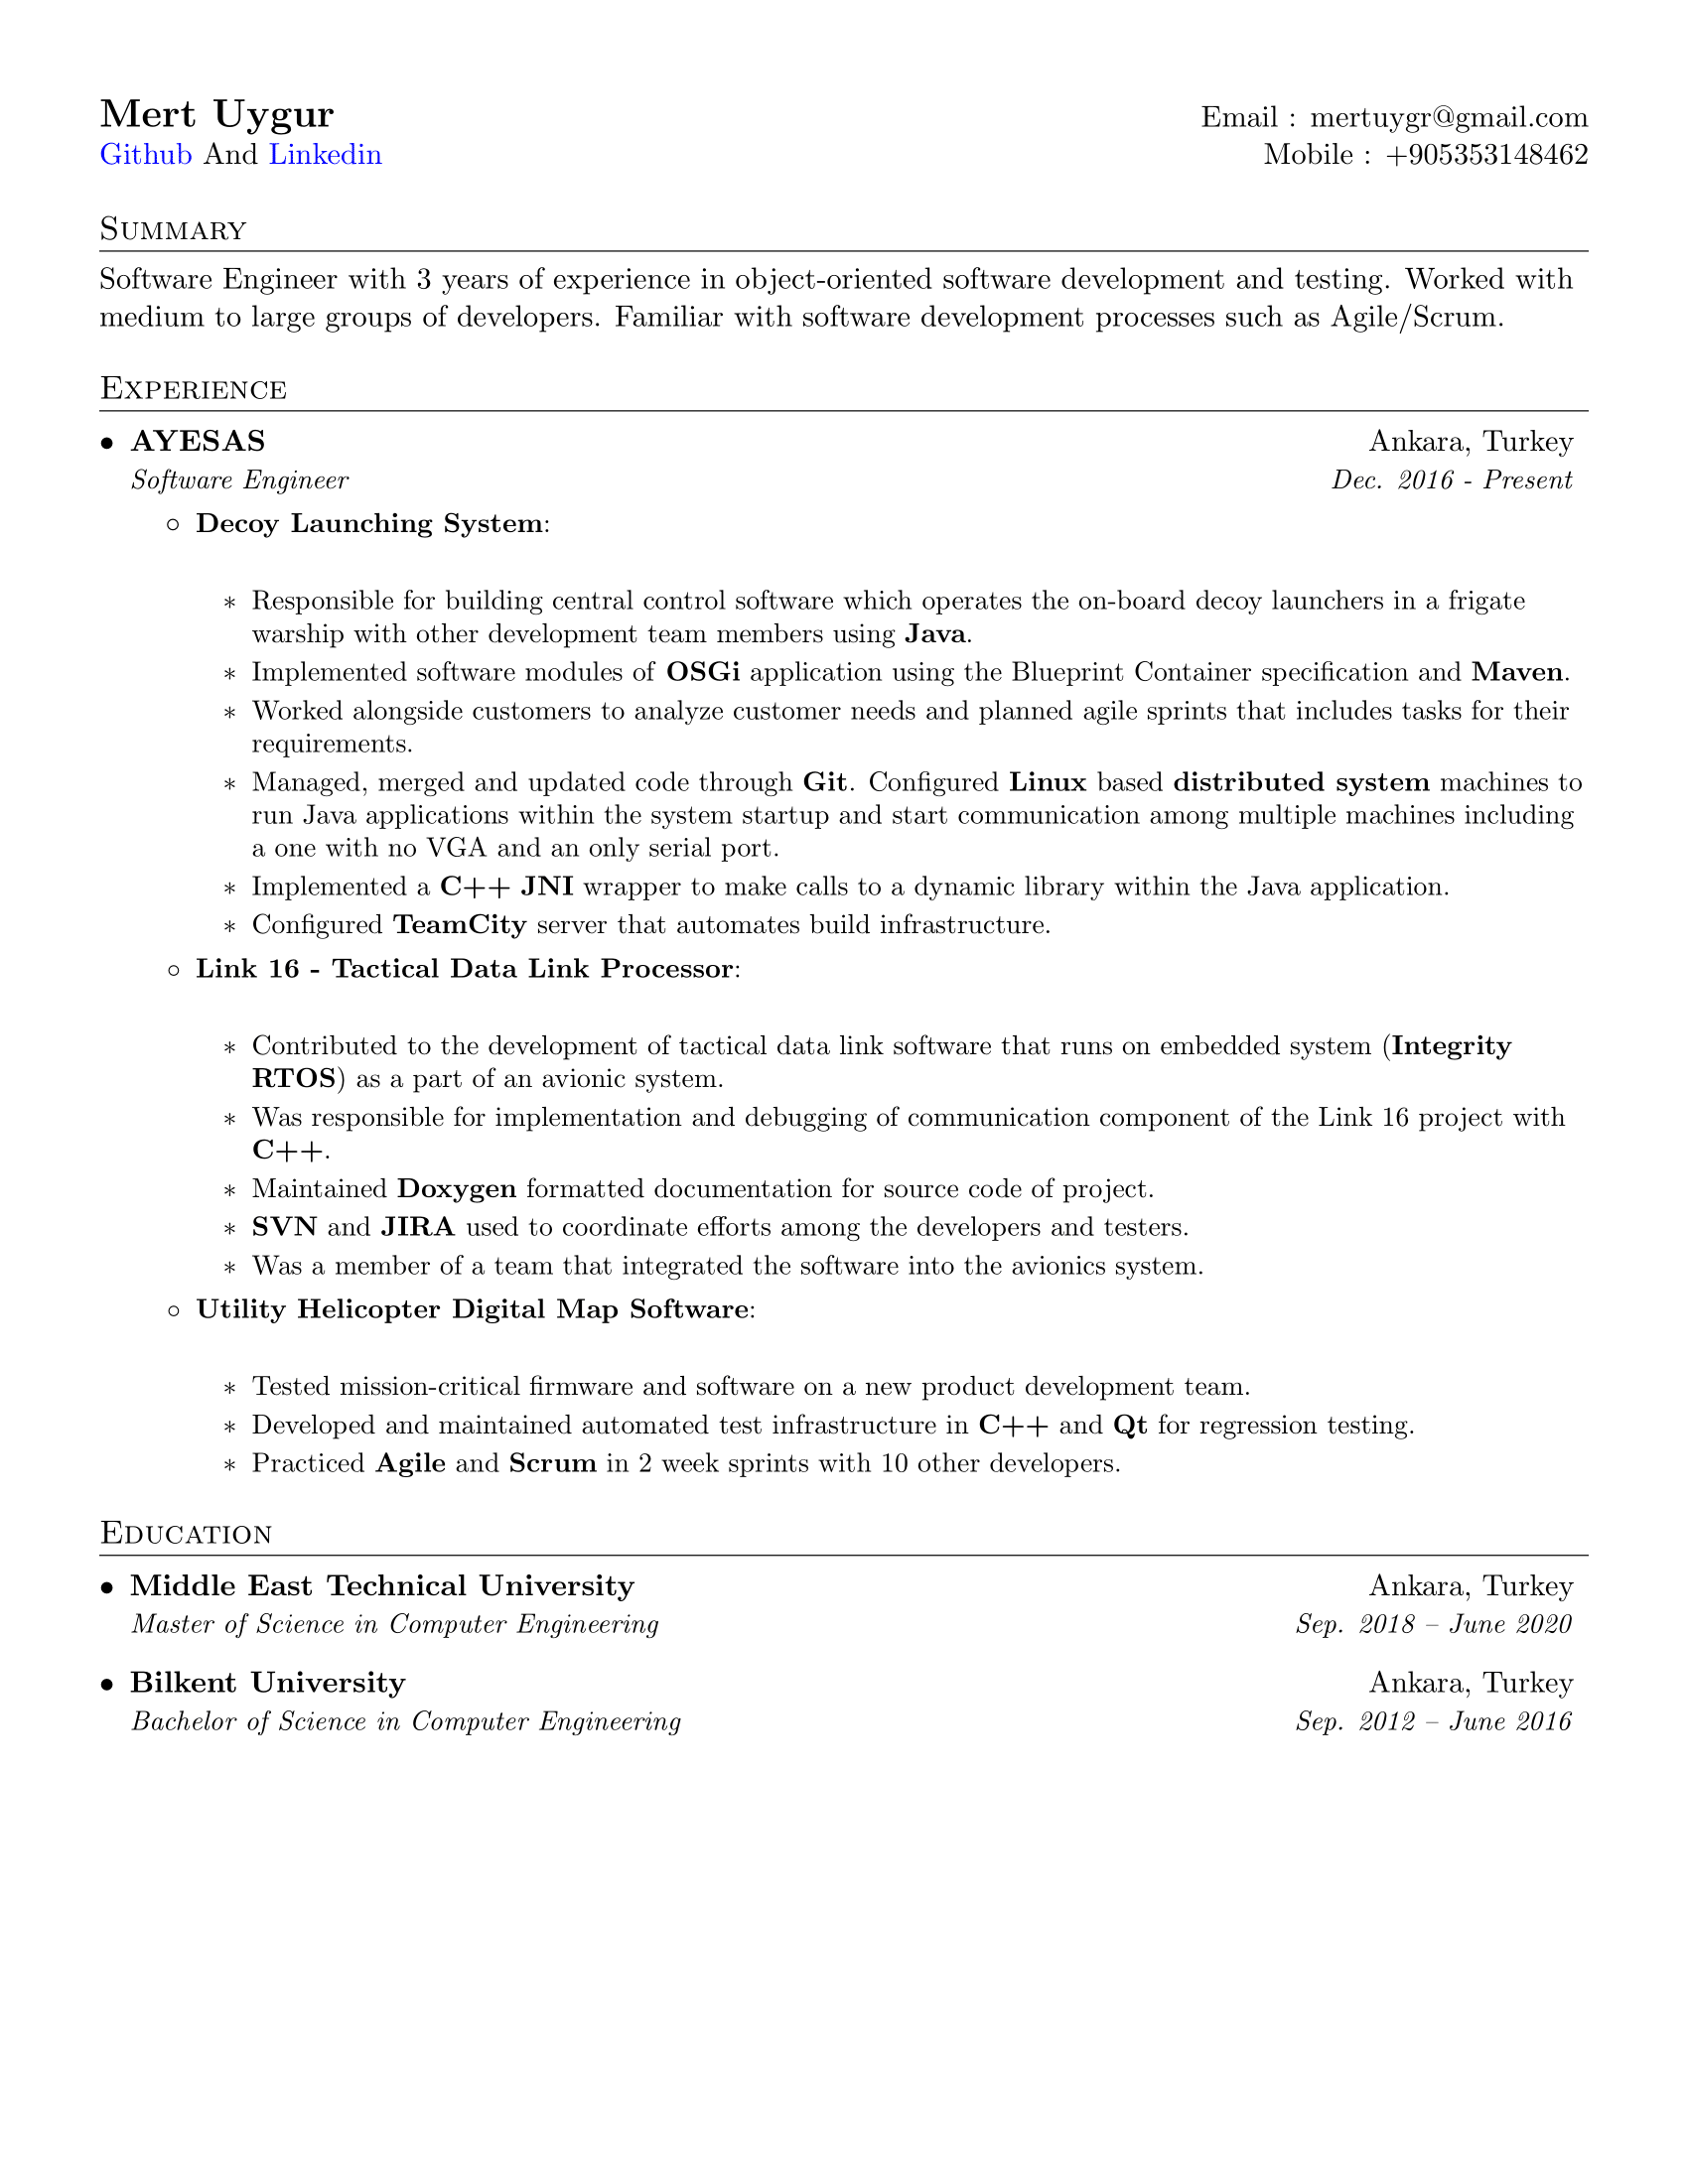 Mert Uygur
Email : mertuygr@gmail.com
Github And Linkedin
Mobile : +905353148462
Summary
Software Engineer with 3 years of experience in object-oriented software development and testing. Worked with
medium to large groups of developers. Familiar with software development processes such as Agile/Scrum.
Experience
• AYESAS
Ankara, Turkey
Software Engineer
Dec. 2016 - Present
◦ Decoy Launching System:
∗ Responsible for building central control software which operates the on-board decoy launchers in a frigate
warship with other development team members using Java.
∗ Implemented software modules of OSGi application using the Blueprint Container specification and Maven.
∗ Worked alongside customers to analyze customer needs and planned agile sprints that includes tasks for their
requirements.
∗ Managed, merged and updated code through Git. Configured Linux based distributed system machines to
run Java applications within the system startup and start communication among multiple machines including
a one with no VGA and an only serial port.
∗ Implemented a C++ JNI wrapper to make calls to a dynamic library within the Java application.
∗ Configured TeamCity server that automates build infrastructure.
◦ Link 16 - Tactical Data Link Processor:
∗ Contributed to the development of tactical data link software that runs on embedded system (Integrity
RTOS) as a part of an avionic system.
∗ Was responsible for implementation and debugging of communication component of the Link 16 project with
C++.
∗ Maintained Doxygen formatted documentation for source code of project.
∗ SVN and JIRA used to coordinate efforts among the developers and testers.
∗ Was a member of a team that integrated the software into the avionics system.
◦ Utility Helicopter Digital Map Software:
∗ Tested mission-critical firmware and software on a new product development team.
∗ Developed and maintained automated test infrastructure in C++ and Qt for regression testing.
∗ Practiced Agile and Scrum in 2 week sprints with 10 other developers.
Education
• Middle East Technical University
Ankara, Turkey
Master of Science in Computer Engineering
Sep. 2018 – June 2020
• Bilkent University
Ankara, Turkey
Bachelor of Science in Computer Engineering
Sep. 2012 – June 2016